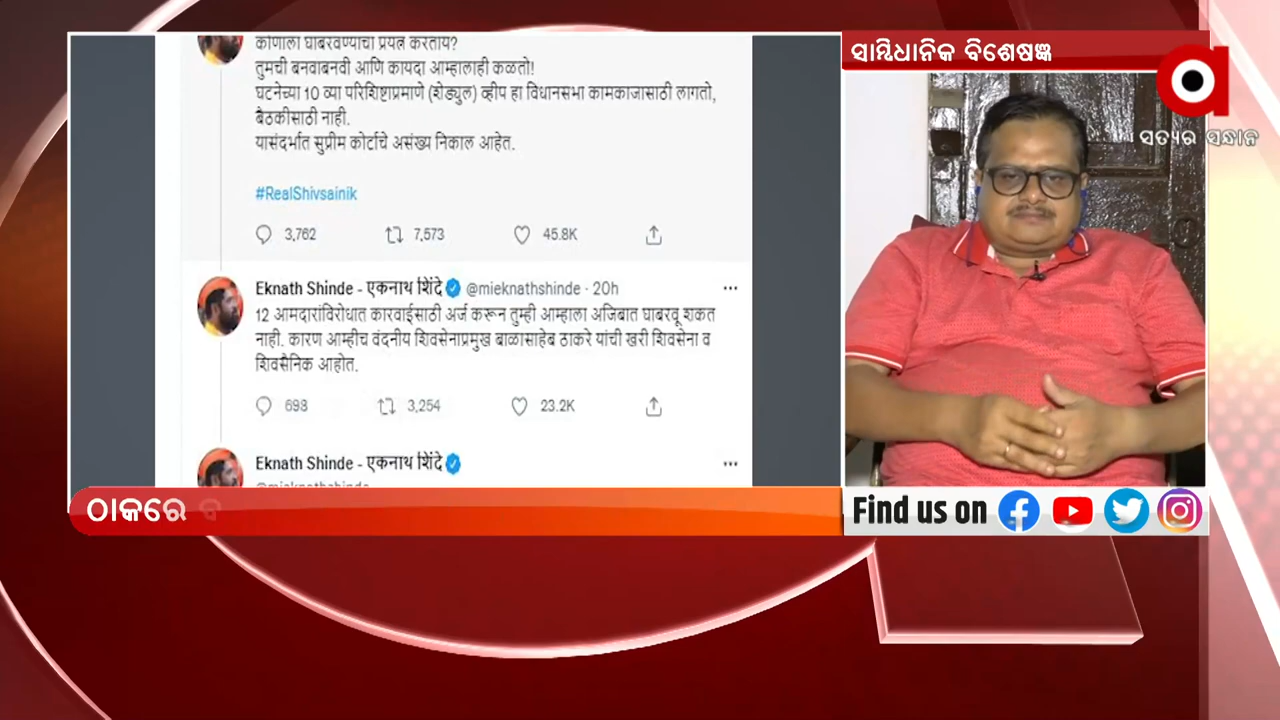 कोणाला घाबरवण्याचा प्रयत्न करताय?
तुमची बनवाबनवी आणि कायदा आम्हालाही कळतो!
घटनेच्या 10 व्या परिशिष्टाप्रमाणे (शेड्युल) व्हीप हा विधानसभा कामकाजासाठी लागतो,
बैठकीसाठी नाही.
यासंदर्भात सुप्रीम कोर्टाचे असंख्य निकाल आहेत.
#RealShivsainik
3,762 7,573 45.8K
Eknath Shinde - एकनाथ शिंदे @mieknathshinde · 20h
12 आमदारांविरोधात कारवाईसाठी अर्ज करून तुम्ही आम्हाला अजिबात घाबरवू शकत
नाही. कारण आम्हीच वंदनीय शिवसेनाप्रमुख बाळासाहेब ठाकरे यांची खरी शिवसेना व
शिवसैनिक आहोत.
698 3,254 23.2K
Eknath Shinde - एकनाथ शिंदे
@mieknathshinde
ଠାକରେ
ସାମ୍ବିଧାନିକ ବିଶେଷଜ୍ଞ
ସତ୍ୟର ସନ୍ଧାନ
Find us on